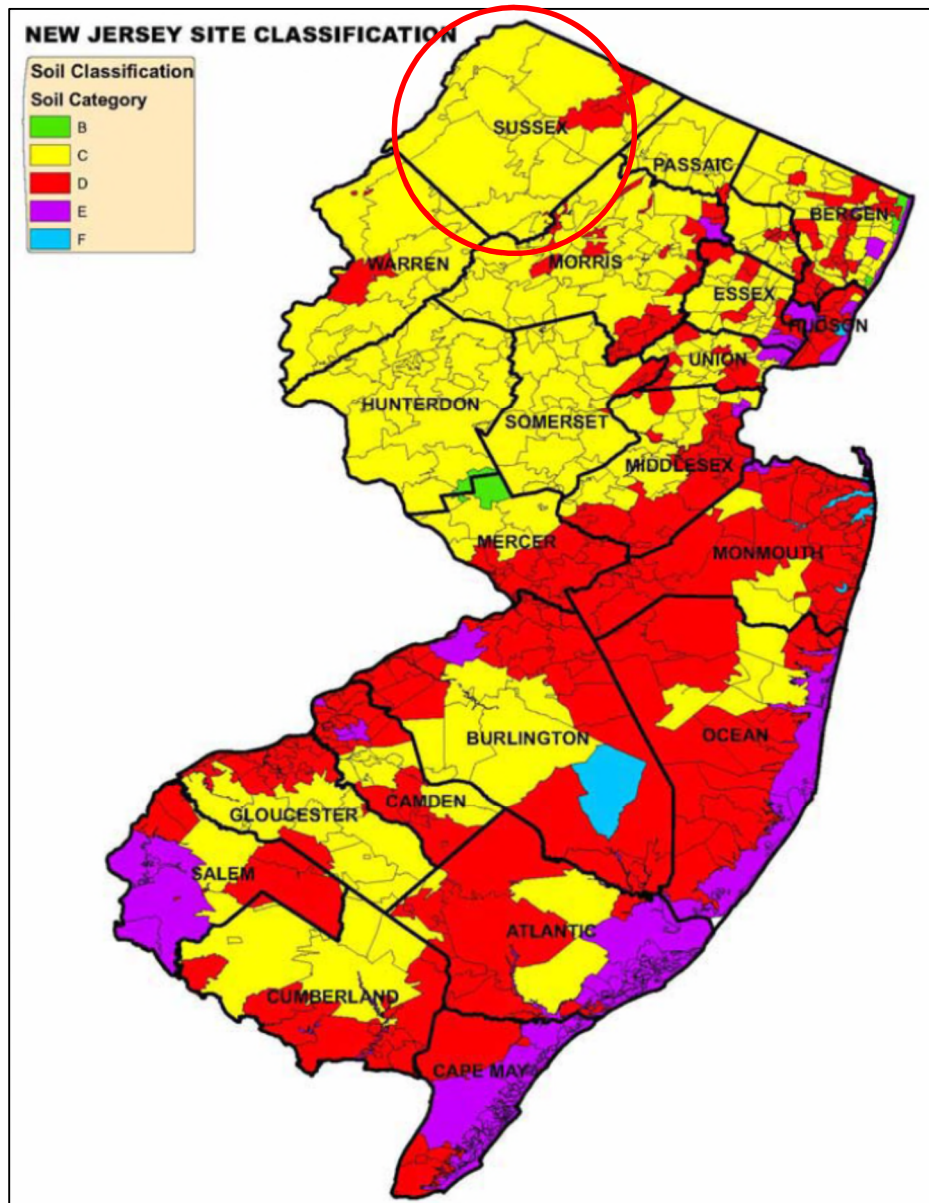 NEW JERSEY SITE CLASSIFICATION
Soil Classification
Soil Category
B
C
D
E
F
SUSSEX
PASSAIC
BERGEN
WARREN
MORRIS
ESSEX
HUDSON
UNION
HUNTERDON
SOMERSET
MIDDLESEX
MERCER
MONMOUTH
BURLINGTON
OCEAN
CAMDEN
GLOUCESTER
SALEM
ATLANTIC
CUMBERLAND
CAPE MAY